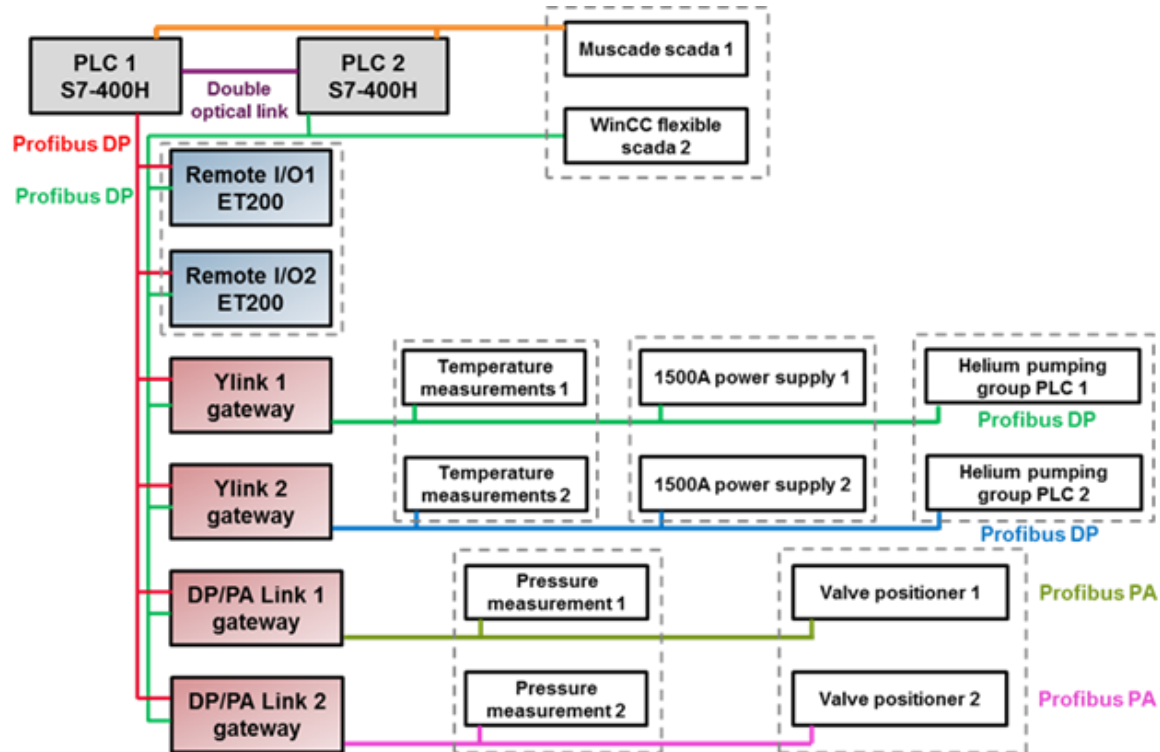 PLC 1
S7-400H
PLC 2
S7-400H
Double
optical link
Muscade scada 1
WinCC flexible
scada 2
Profibus DP
Profibus DP
Remote I/O1
ET200
Remote I/O2
ET200
Ylink 1
gateway
Temperature
measurements 1
1500A power supply 1
Helium pumping
group PLC 1
Profibus DP
Ylink 2
gateway
Temperature
measurements 2
1500A power supply 2
Helium pumping
group PLC 2
Profibus DP
DP/PA Link 1
gateway
Pressure
measurement 1
Valve positioner 1
Profibus PA
DP/PA Link 2
gateway
Pressure
measurement 2
Valve positioner 2
Profibus PA